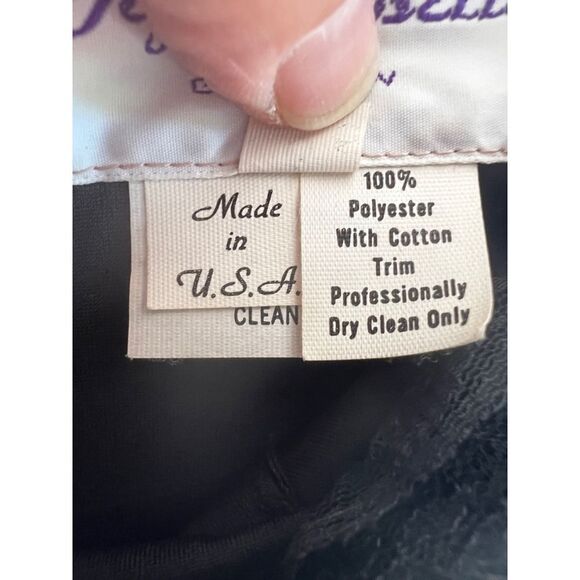 Made
in
U.S.A.
CLEAN
100%
Polyester
With Cotton
Trim
Professionally
Dry Clean Only